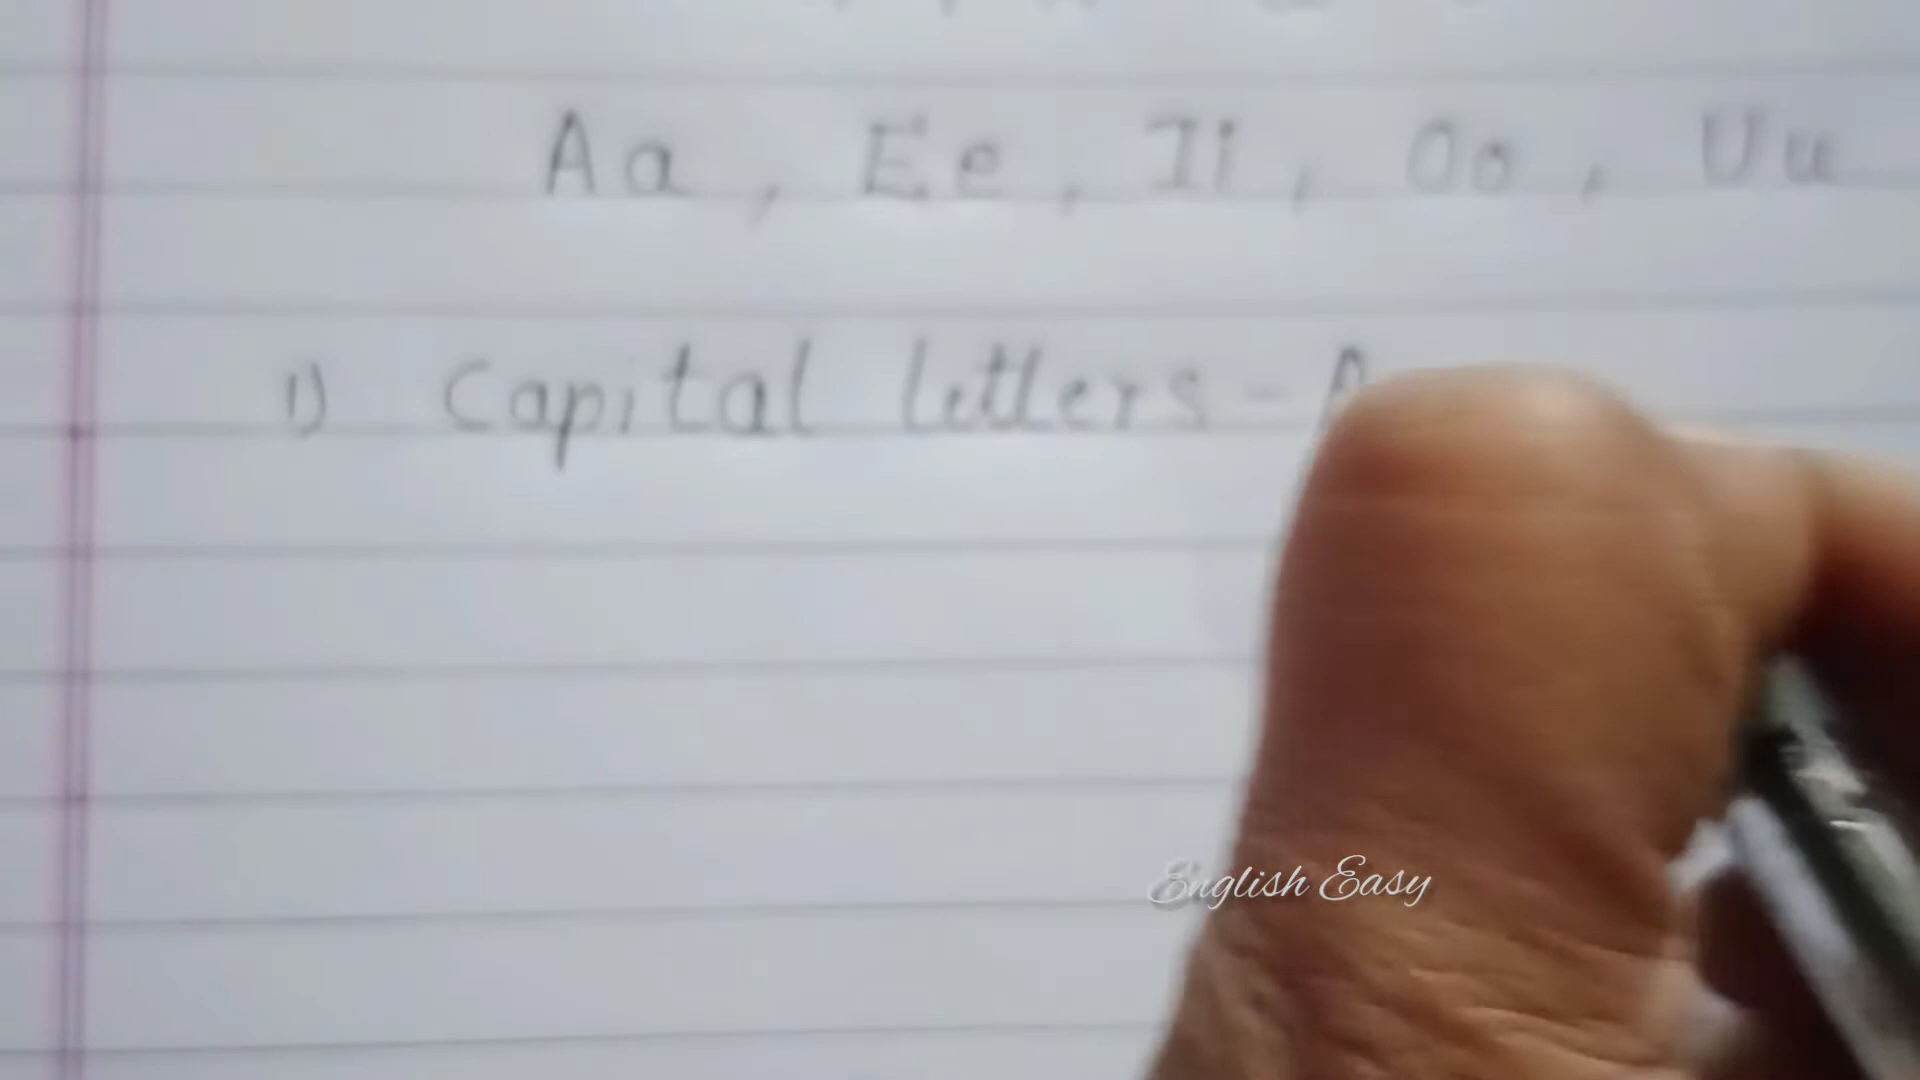 Aa, Ee, Ii, Oo, Uu
1) Capital letters - A
English Easy